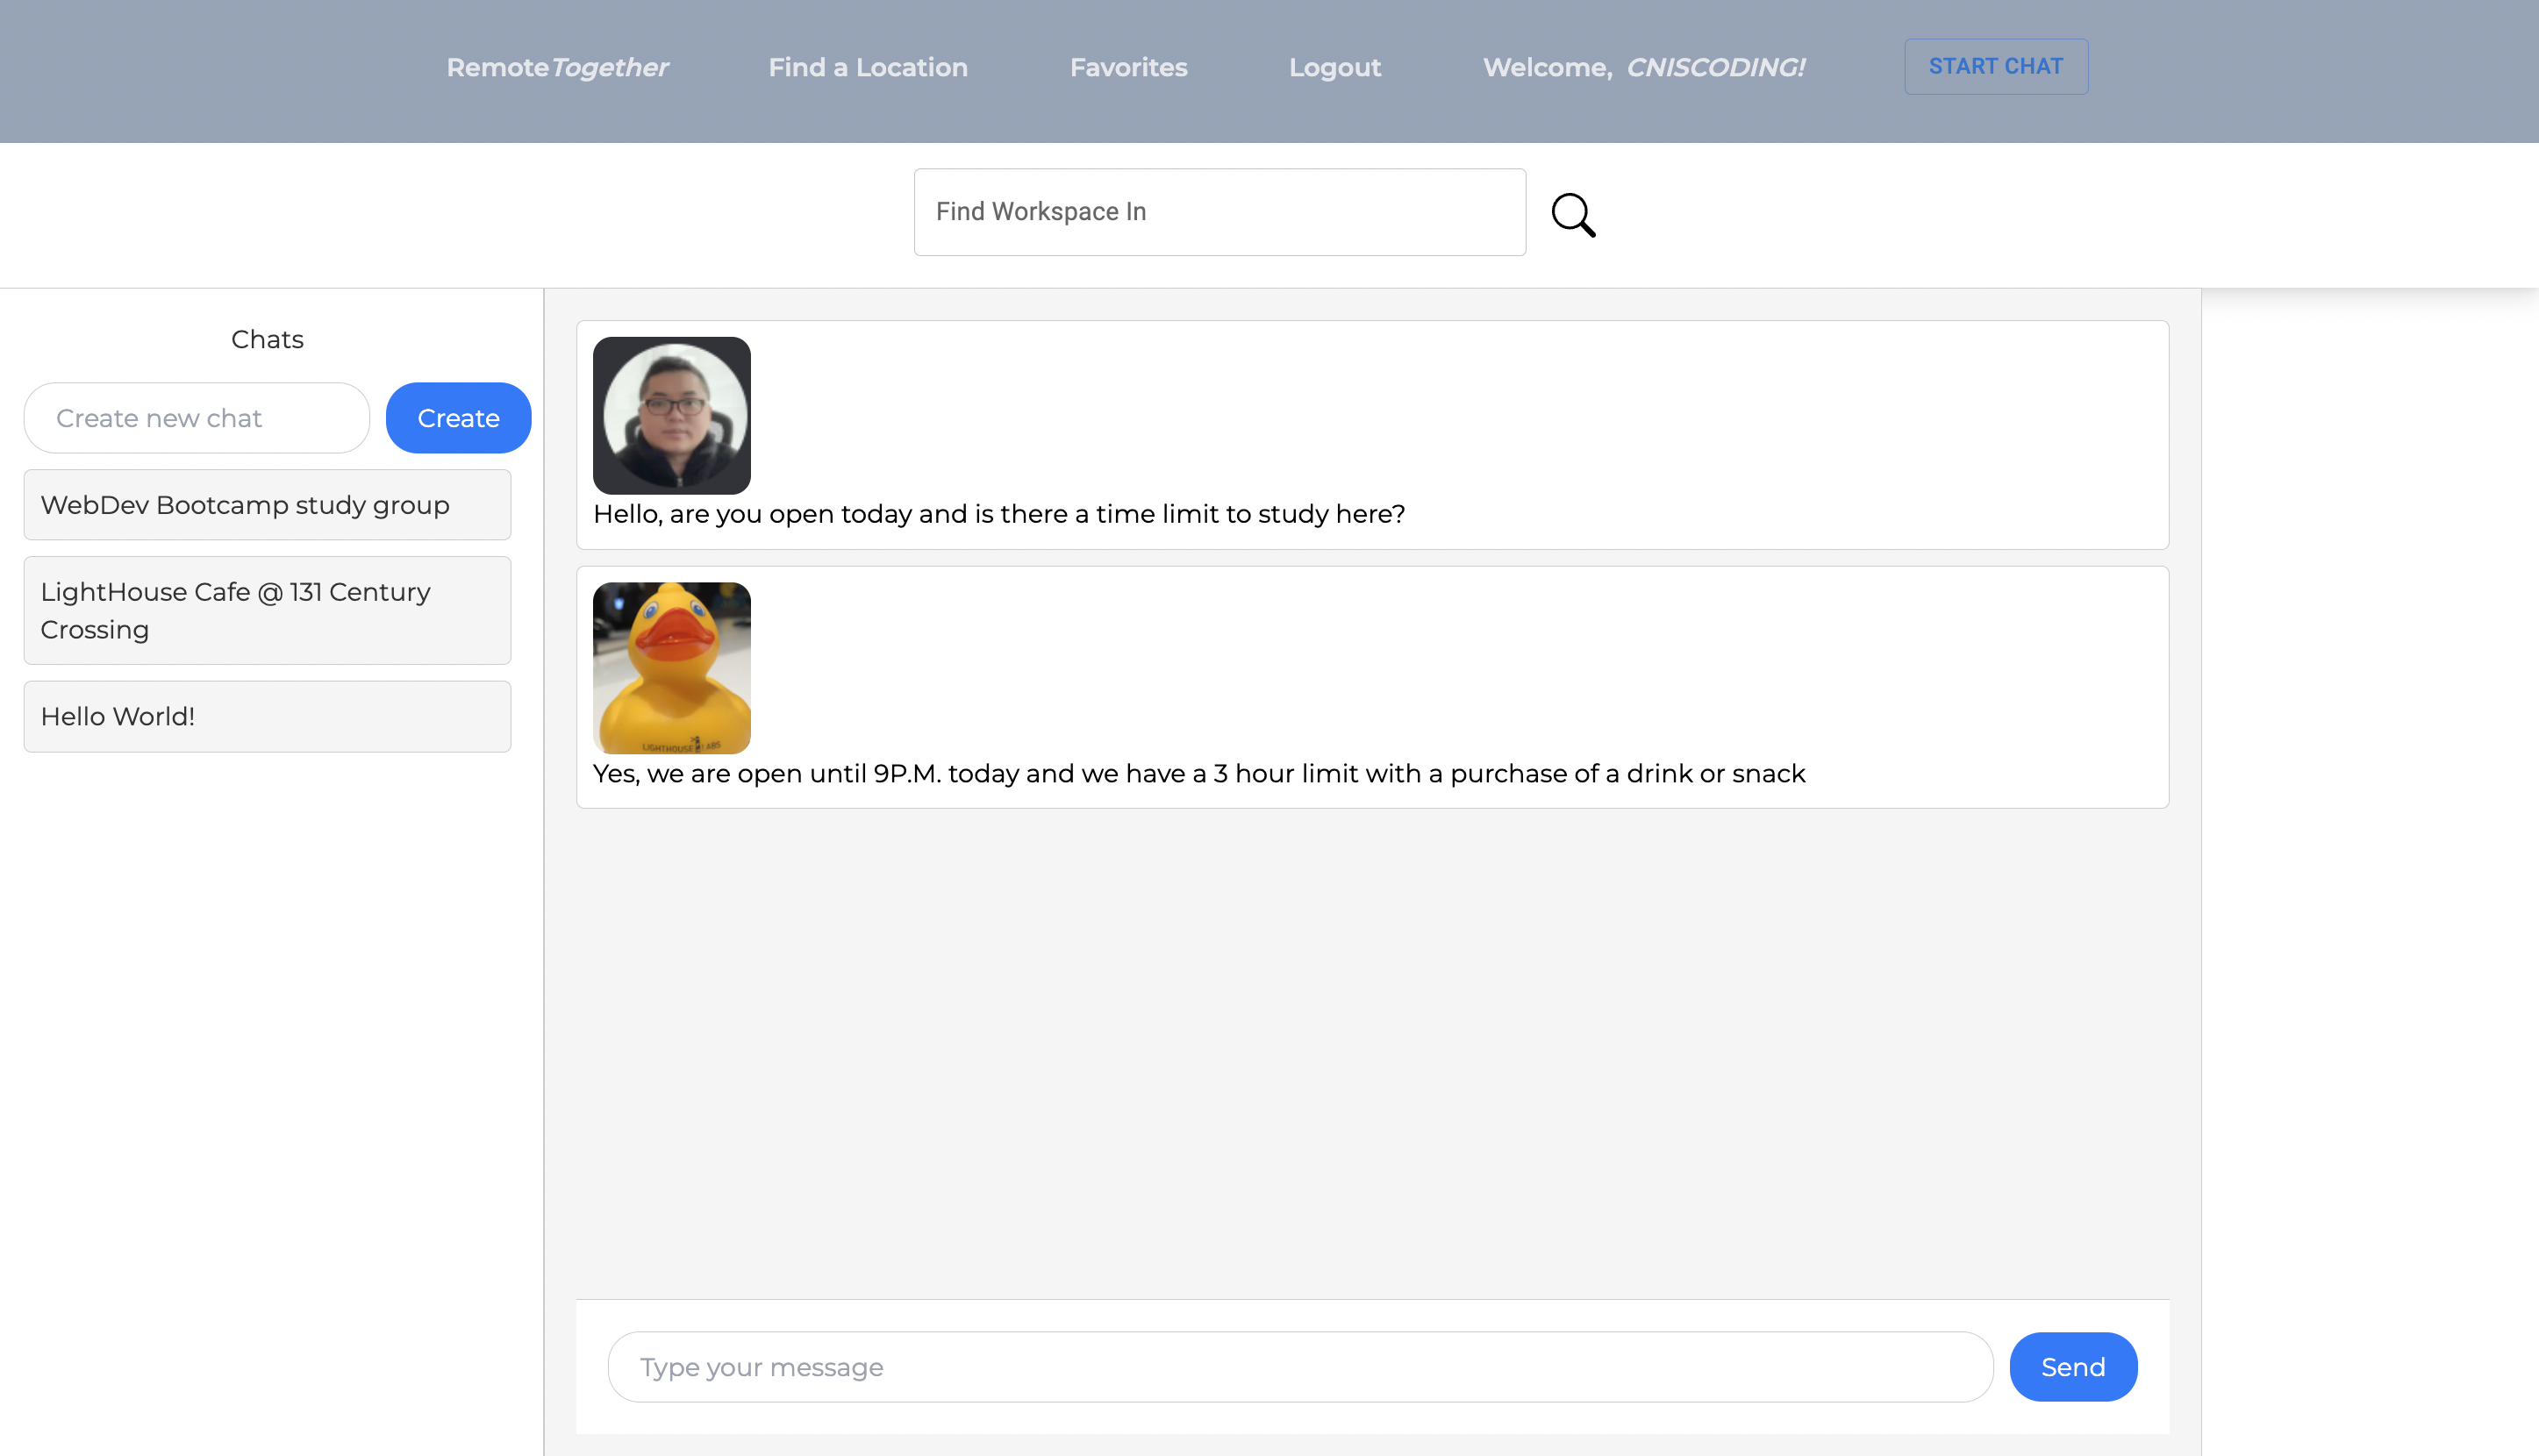 RemoteTogether Find a Location Favorites Logout Welcome, CNISCODING! START CHAT
Find Workspace In
Chats
Create new chat Create
WebDev Bootcamp study group
LightHouse Cafe @ 131 Century
Crossing
Hello World!
Hello, are you open today and is there a time limit to study here?
LIGHTHOUSE LABS
Yes, we are open until 9P.M. today and we have a 3 hour limit with a purchase of a drink or snack
Type your message Send